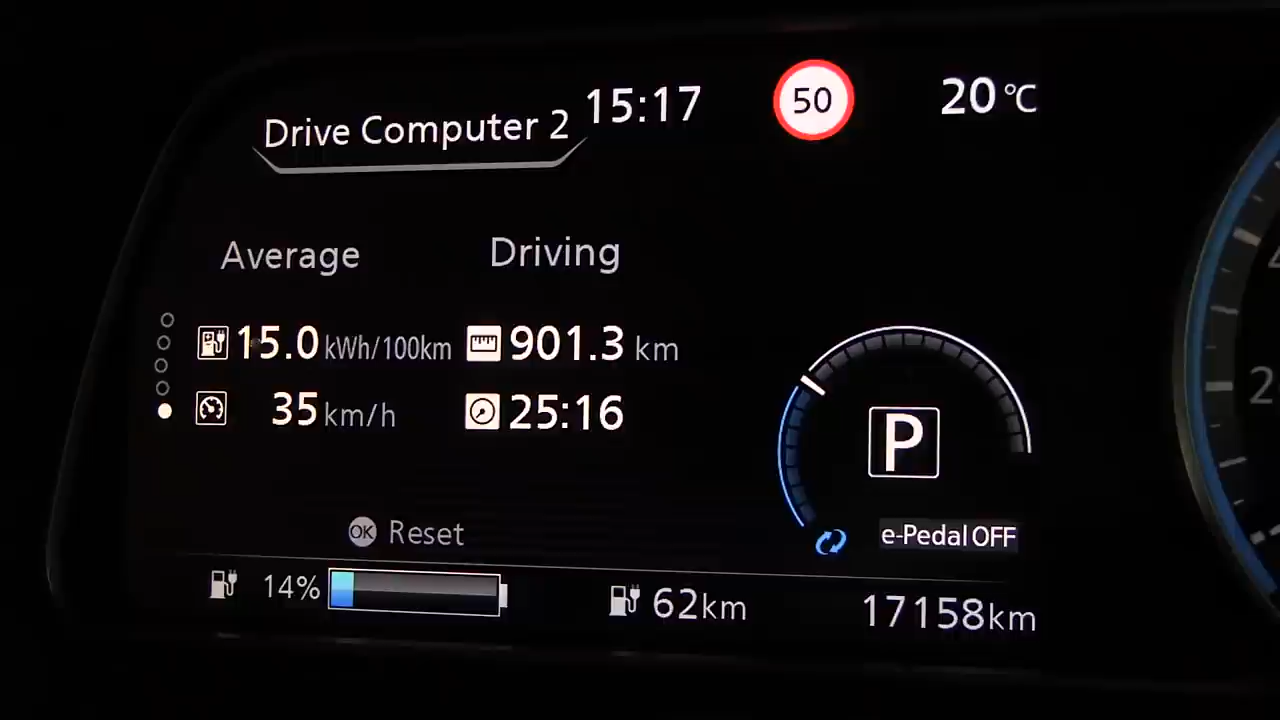 Drive Computer 2 15:17 50 20°C
Average Driving
15.0 kWh/100km 901.3 km
35 km/h 25:16
P
OK Reset e-Pedal OFF
14% 62km 17158km
2